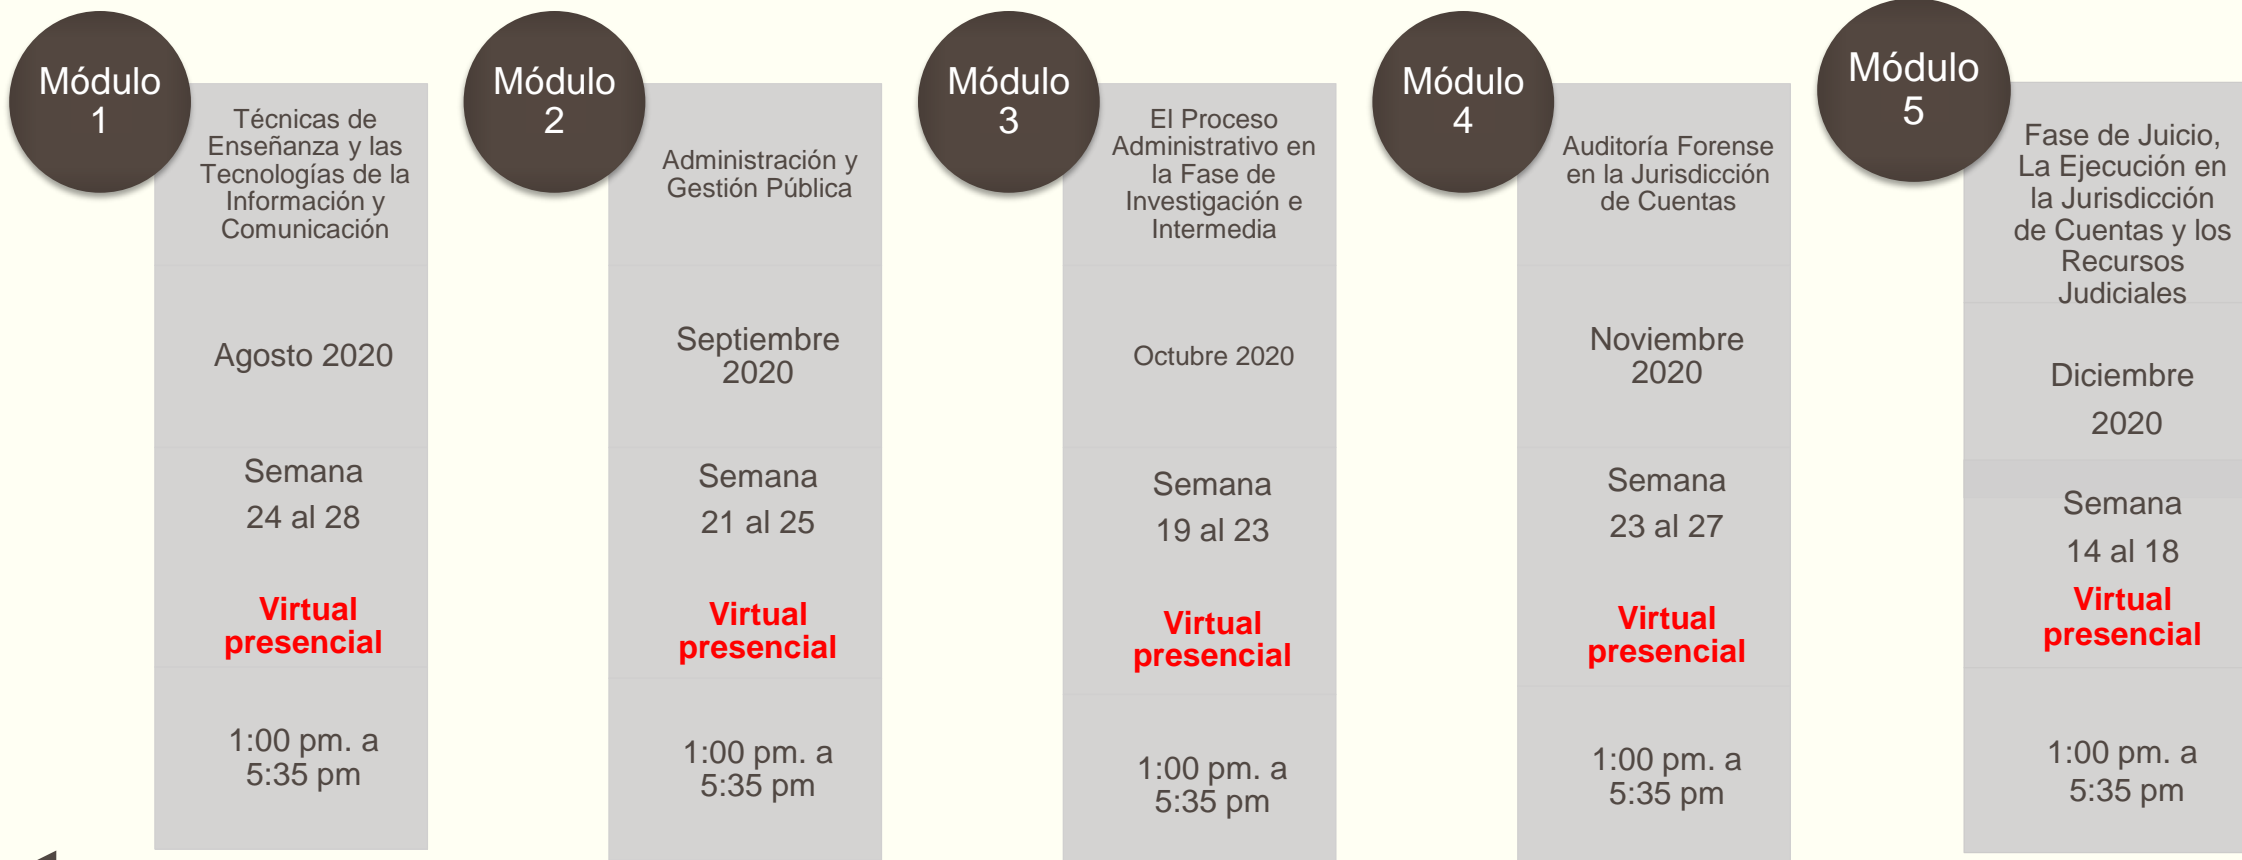 Módulo
1
Técnicas de
Enseñanza y las
Tecnologías de la
Información y
Comunicación
Agosto 2020
Semana
24 al 28
Virtual
presencial
1:00 pm. a
5:35 pm
Módulo
2
Administración y
Gestión Pública
Septiembre
2020
Semana
21 al 25
Virtual
presencial
1:00 pm. a
5:35 pm
Módulo
3
El Proceso
Administrativo en
la Fase de
Investigación e
Intermedia
Octubre 2020
Semana
19 al 23
Virtual
presencial
1:00 pm. a
5:35 pm
Módulo
4
Auditoría Forense
en la Jurisdicción
de Cuentas
Noviembre
2020
Semana
23 al 27
Virtual
presencial
1:00 pm. a
5:35 pm
Módulo
5
Fase de Juicio,
La Ejecución en
la Jurisdicción
de Cuentas y los
Recursos
Judiciales
Diciembre
2020
Semana
14 al 18
Virtual
presencial
1:00 pm. a
5:35 pm